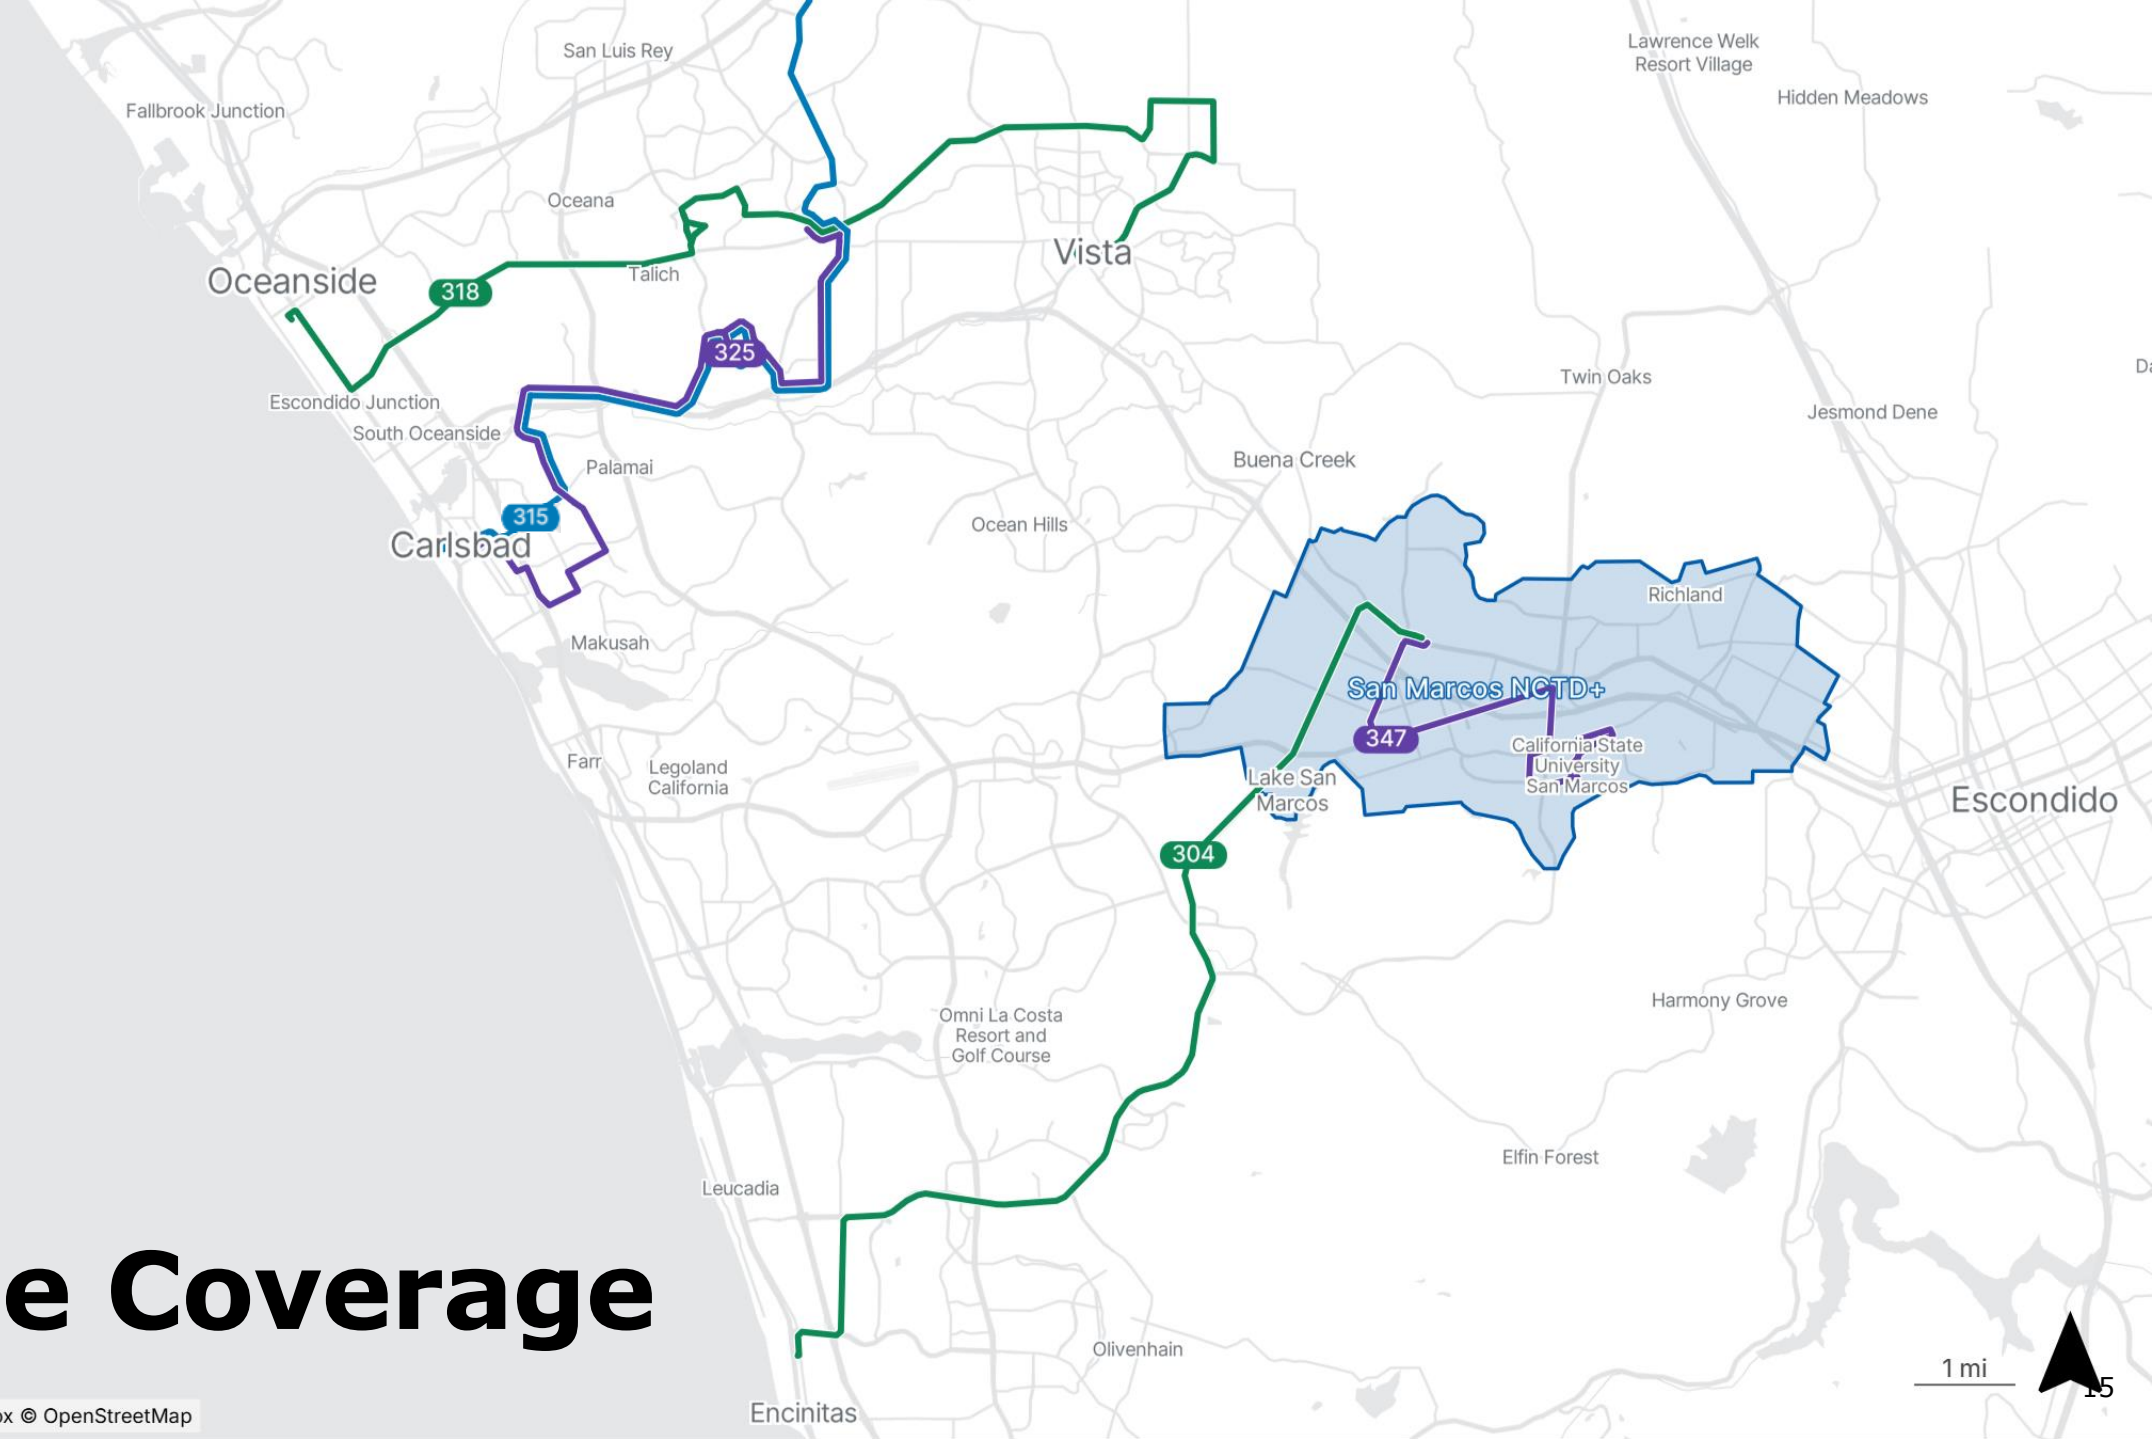 San Luis Rey
Lawrence Welk
Resort Village
Hidden Meadows
Fallbrook Junction
Oceana
Vista
Oceanside
Talich
318
325
Twin Oaks
Escondido Junction
Jesmond Dene
South Oceanside
Buena Creek
Palamai
315
Ocean Hills
Carlsbad
Richland
Makusah
San Marcos NCTD+
347
California State
University
San Marcos
Farr
Legoland
California
Lake San
Marcos
Escondido
304
Harmony Grove
Omni La Costa
Resort and
Golf Course
Elfin Forest
Leucadia
e Coverage
Olivenhain
1 mi
15
Encinitas
© OpenStreetMap